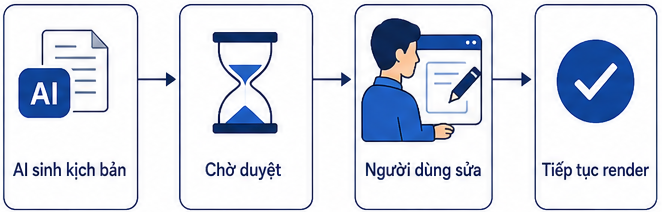 AI
AI sinh kịch bản
Chờ duyệt
Người dùng sửa
Tiếp tục render